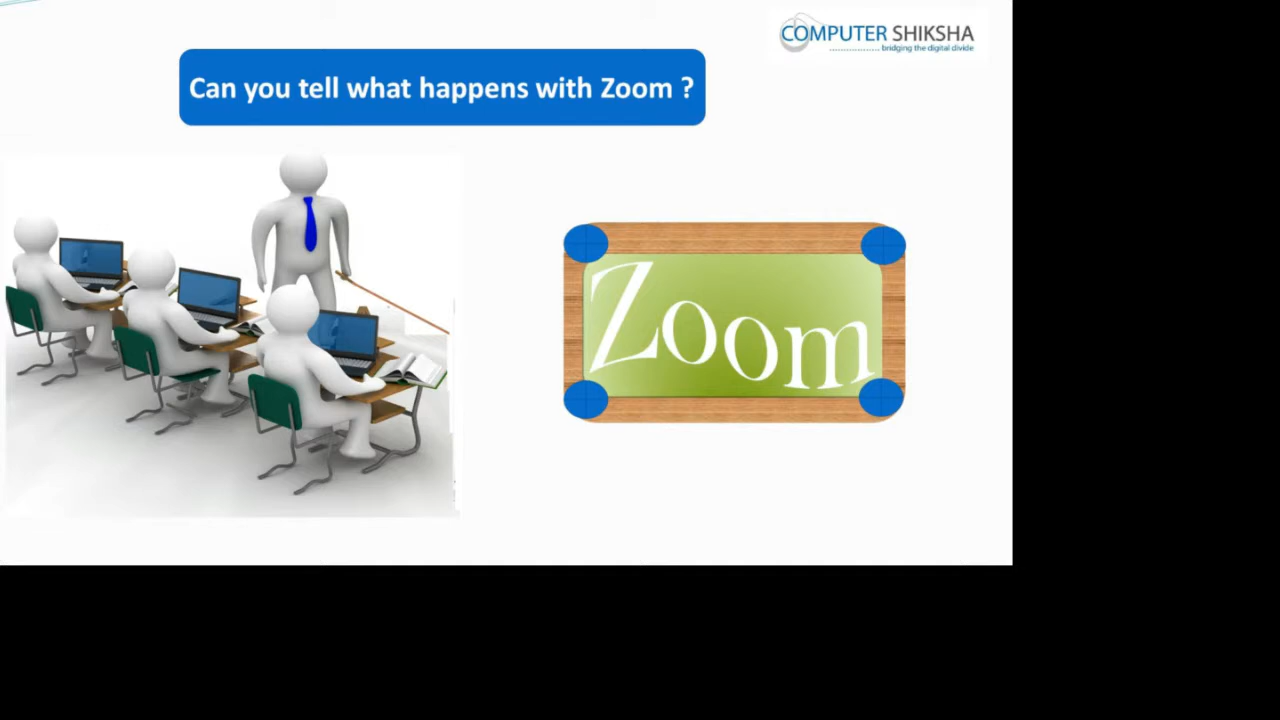 COMPUTER SHIKSHA
bridging the digital divide
Can you tell what happens with Zoom ?
Zoom